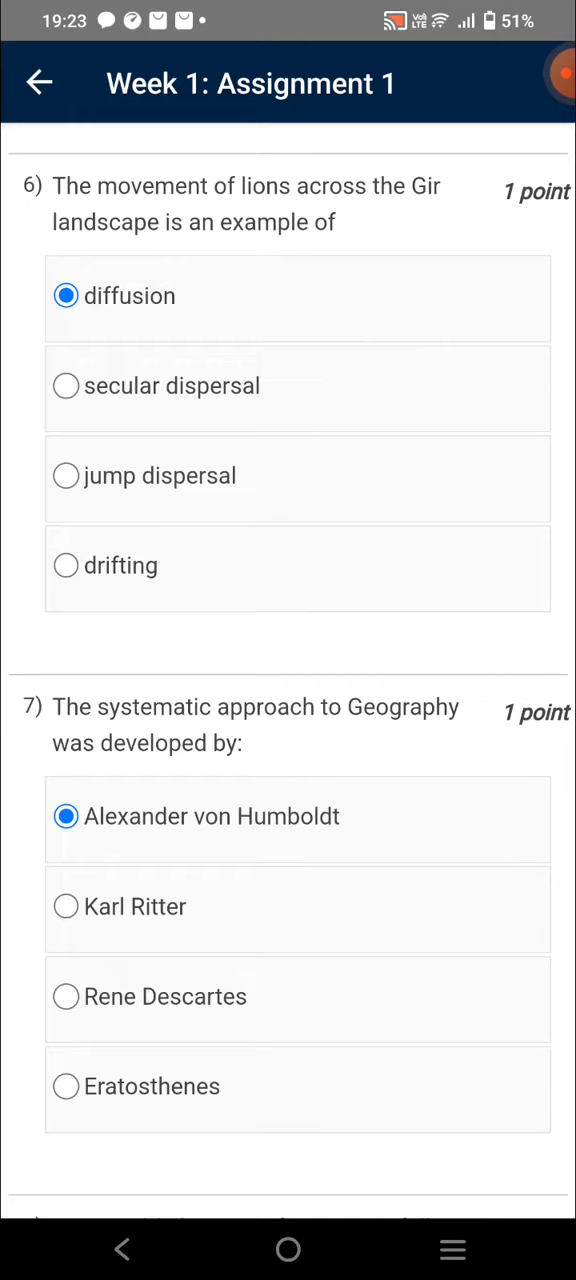 19:23 Vo) LTE 51%
Week 1: Assignment 1
6) The movement of lions across the Gir 1 point
landscape is an example of
diffusion
secular dispersal
jump dispersal
drifting
7) The systematic approach to Geography 1 point
was developed by:
Alexander von Humboldt
Karl Ritter
Rene Descartes
Eratosthenes